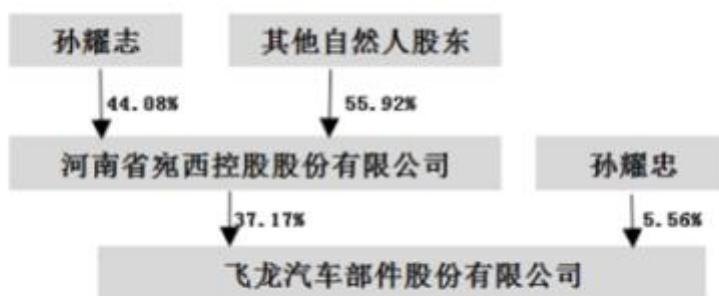 孙耀志 其他自然人股东
44.08% 55.92%
河南省宛西控股股份有限公司 孙耀忠
37.17% 5.56%
飞龙汽车部件股份有限公司